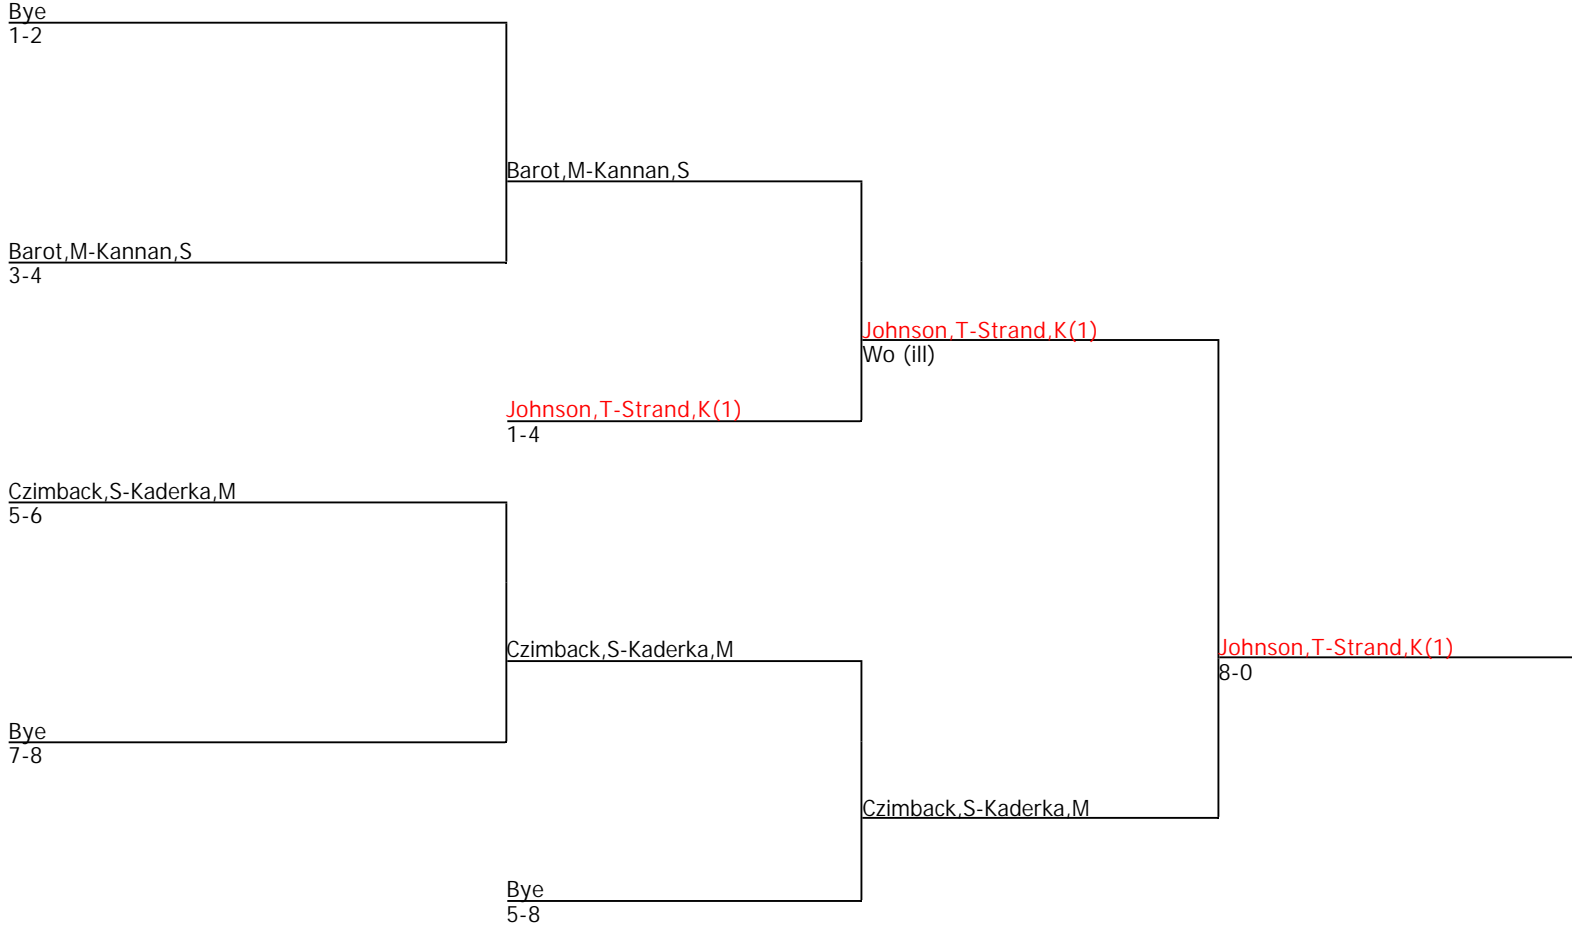 Bye
1-2
Barot,M-Kannan,S
Barot,M-Kannan,S
3-4
Johnson,T-Strand,K(1)
Wo (ill)
Johnson,T-Strand,K(1)
1-4
Czimback,S-Kaderka,M
5-6
Czimback,S-Kaderka,M
Johnson,T-Strand,K(1)
8-0
Bye
7-8
Czimback,S-Kaderka,M
Bye
5-8